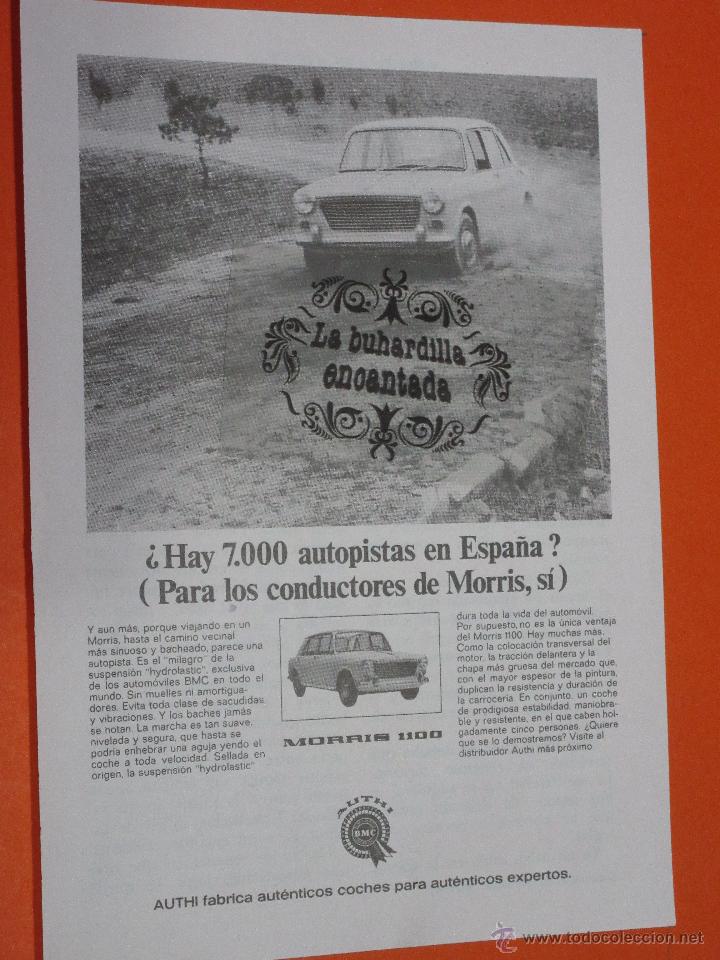 La buhardilla
encantada
¿Hay 7.000 autopistas en España?
(Para los conductores de Morris, sí)
Y aun más, porque viajando en un
Morris, hasta el camino vecinal
más sinuoso y bacheado, parece una
autopista. Es el "milagro" de la
suspensión "hydrolastic", exclusiva
de los automóviles BMC en todo el
mundo. Sin muelles ni amortigua-
dores. Evita toda clase de sacudidas
y vibraciones. Y los baches jamás
se notan. La marcha es tan suave,
nivelada y segura, que hasta se
podría enhebrar una aguja yendo el
coche a toda velocidad. Sellada en
origen, la suspensión "hydrolastic"
MORRIS 1100
dura toda la vida del automóvil.
Por supuesto, no es la única ventaja
del Morris 1100. Hay muchas más.
Como la colocación transversal del
motor, la tracción delantera y la
chapa más gruesa del mercado que,
con el mayor espesor de la pintura,
duplican la resistencia y duración de
la carrocería. En conjunto, un coche
de prodigiosa estabilidad, maniobra-
ble y resistente, en el que caben hol-
gadamente cinco personas. ¿Quiere
que se lo demostremos? Visite al
distribuidor Authi más próximo
AUTHI
BMC
AUTHI fabrica auténticos coches para auténticos expertos.
www.todocoleccion.net